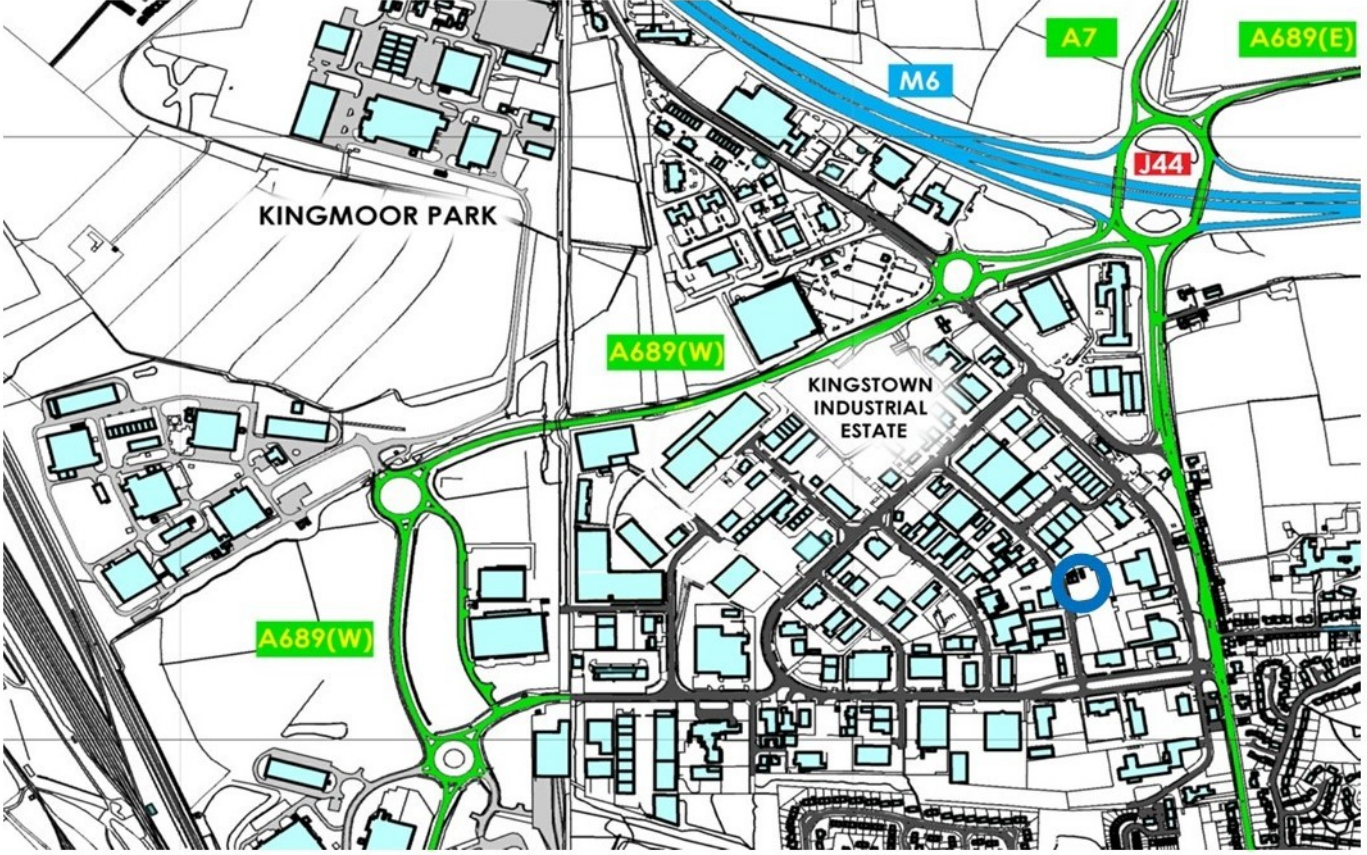 A7
A689(E)
M6
J44
KINGMOOR PARK
A689(W)
KINGSTOWN
INDUSTRIAL
ESTATE
A689(W)